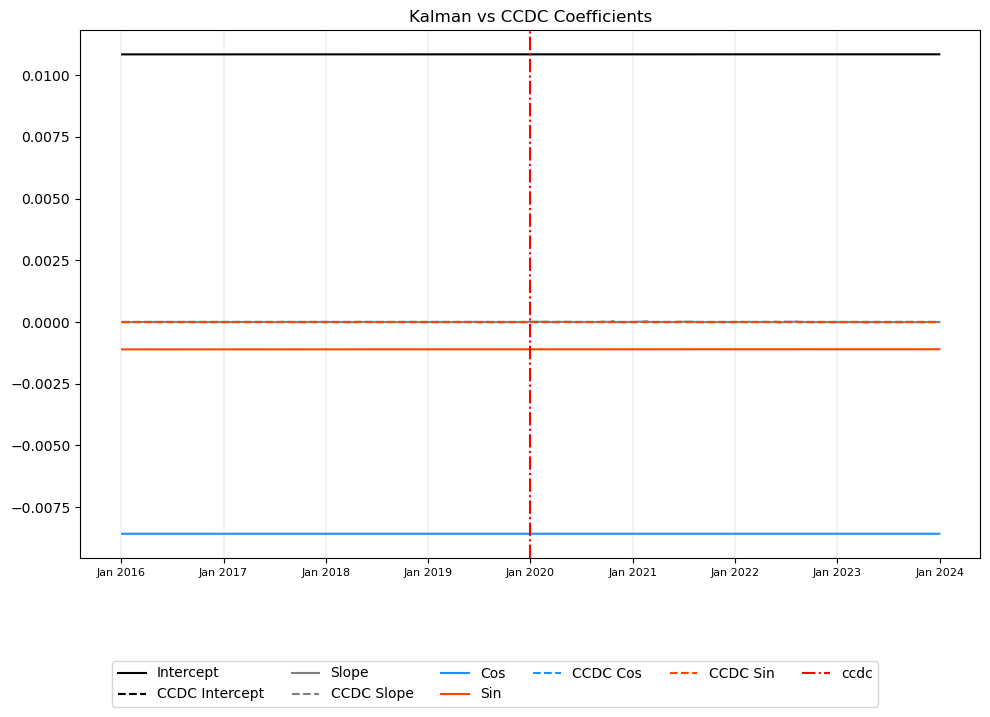 Kalman vs CCDC Coefficients
0.0100
0.0075
0.0050
0.0025
0.0000
−0.0025
−0.0050
−0.0075
Jan 2016 Jan 2017 Jan 2018 Jan 2019 Jan 2020 Jan 2021 Jan 2022 Jan 2023 Jan 2024
Intercept Slope Cos CCDC Cos CCDC Sin ccdc
CCDC Intercept CCDC Slope Sin